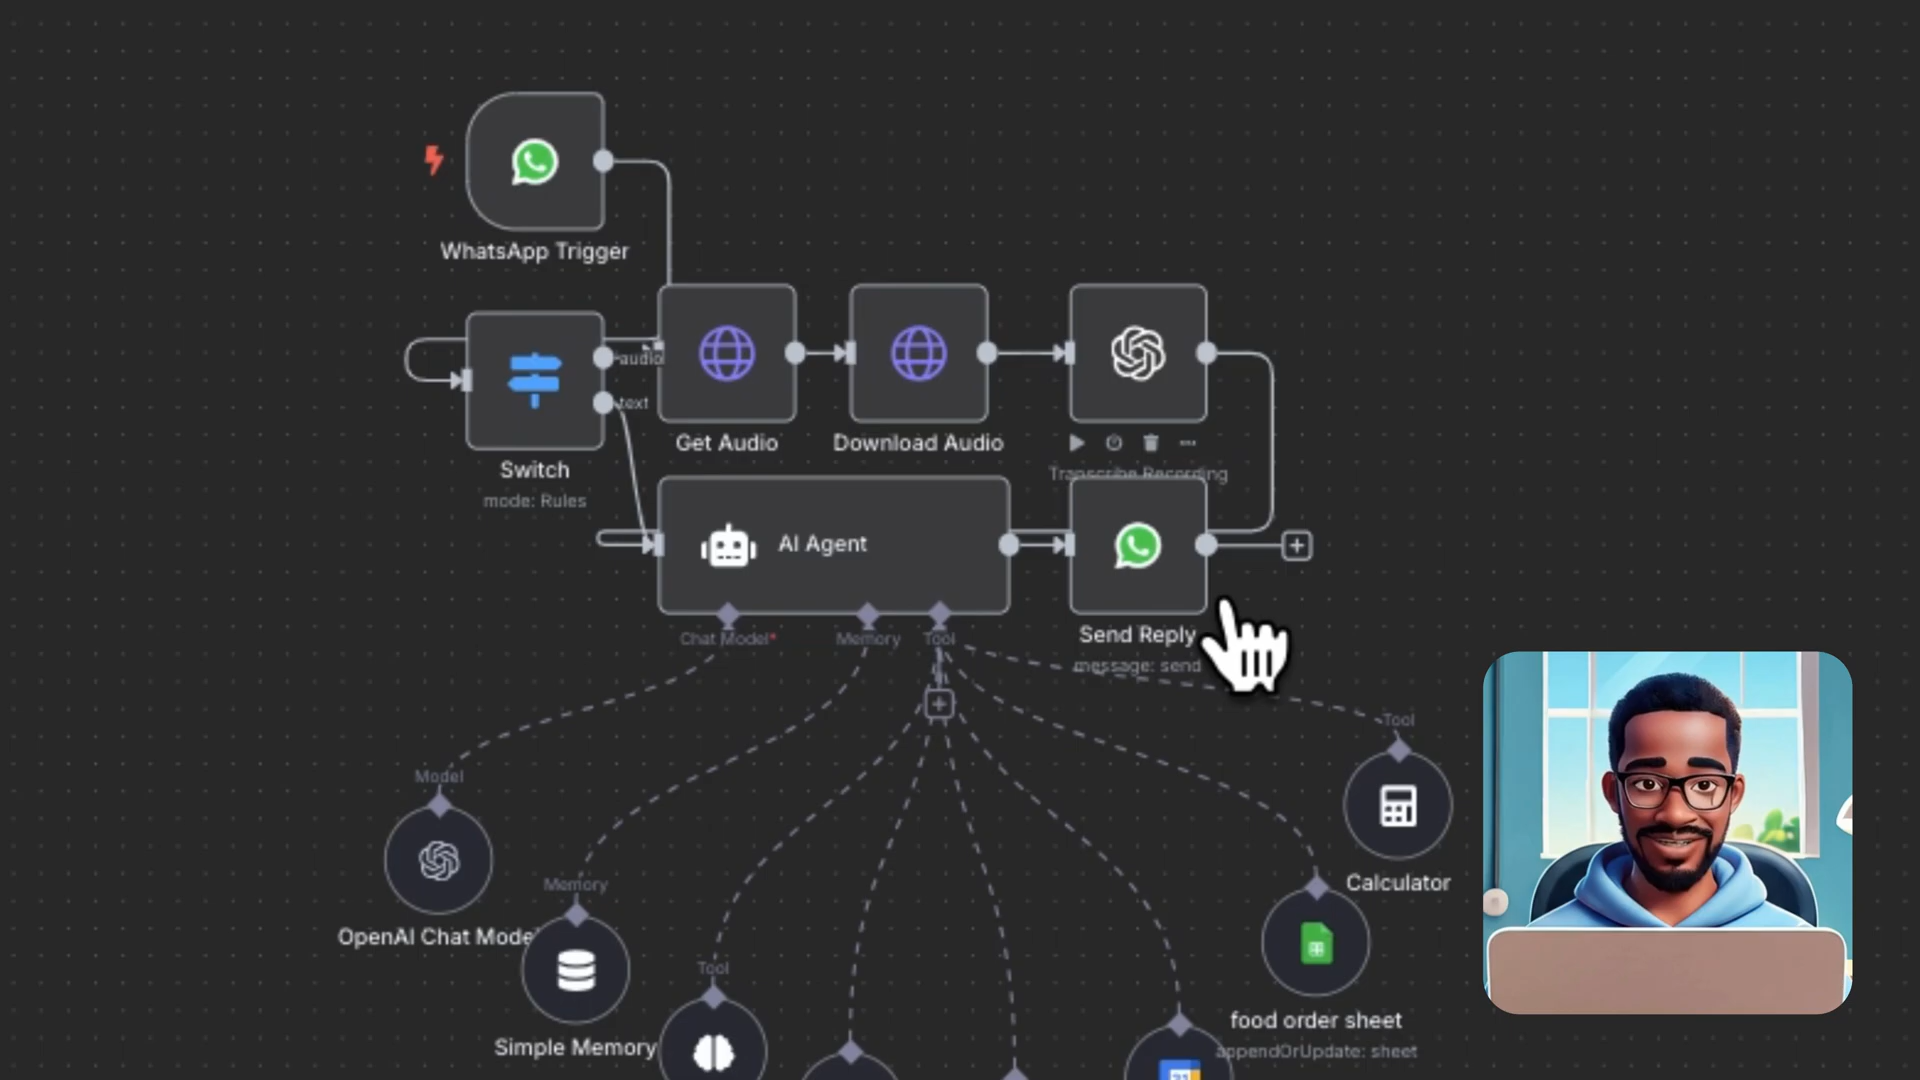 WhatsApp Trigger
audio
text
Switch
mode: Rules
Get Audio
Download Audio
Transcribe Recording
AI Agent
Chat Model*
Memory
Tool
Send Reply
message: send
Tool
Calculator
Model
OpenAI Chat Model
Memory
Simple Memory
Tool
food order sheet
appendOrUpdate: sheet
31